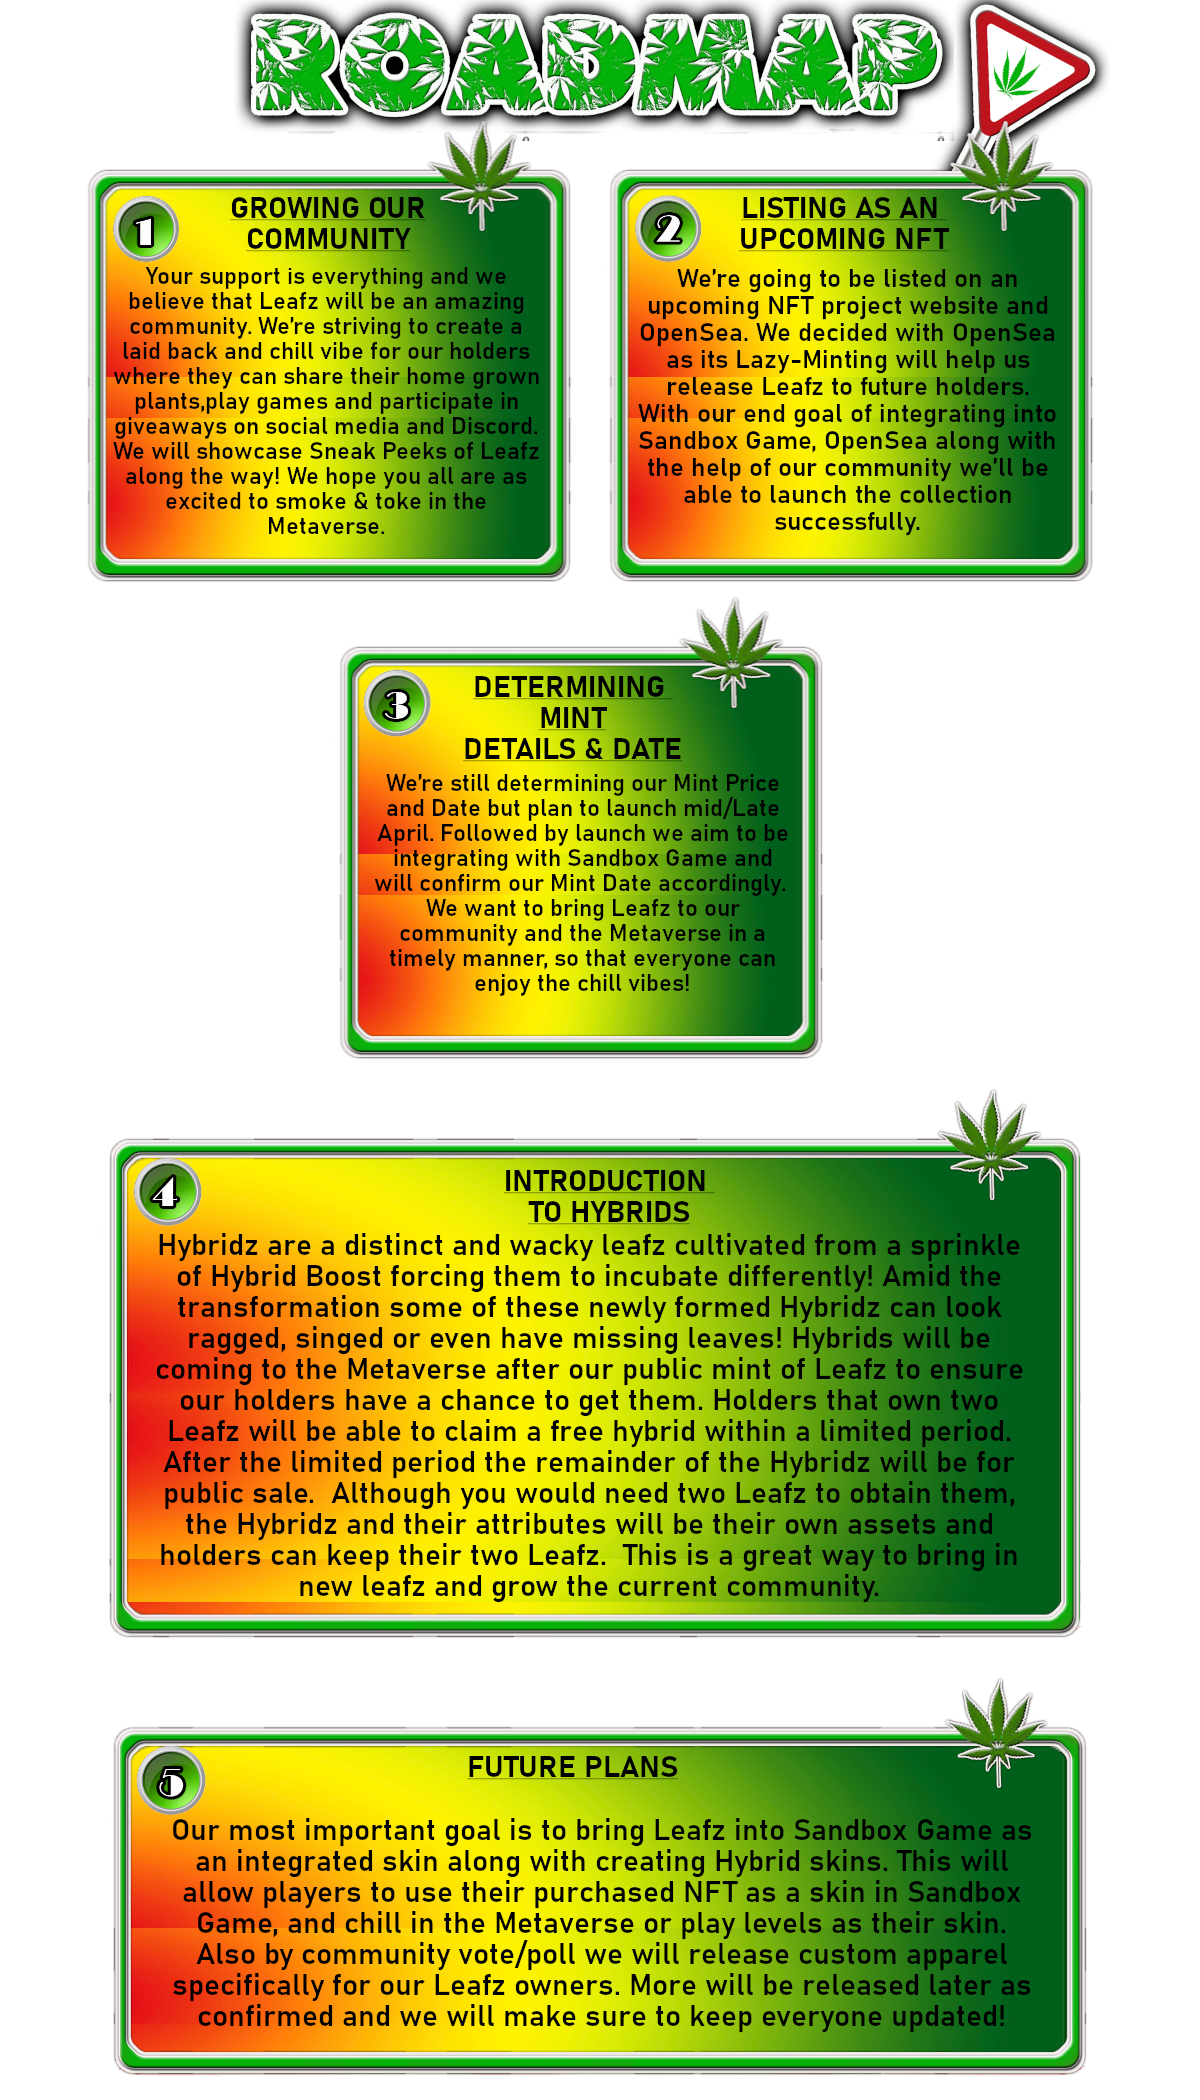 ROADMAP
1
GROWING OUR
COMMUNITY
Your support is everything and we
believe that Leafz will be an amazing
community. We're striving to create a
laid back and chill vibe for our holders
where they can share their home grown
plants,play games and participate in
giveaways on social media and Discord.
We will showcase Sneak Peeks of Leafz
along the way! We hope you all are as
excited to smoke & toke in the
Metaverse.
2
LISTING AS AN
UPCOMING NFT
We're going to be listed on an
upcoming NFT project website and
OpenSea. We decided with OpenSea
as its Lazy-Minting will help us
release Leafz to future holders.
With our end goal of integrating into
Sandbox Game, OpenSea along with
the help of our community we'll be
able to launch the collection
successfully.
3
DETERMINING
MINT
DETAILS & DATE
We're still determining our Mint Price
and Date but plan to launch mid/Late
April. Followed by launch we aim to be
integrating with Sandbox Game and
will confirm our Mint Date accordingly.
We want to bring Leafz to our
community and the Metaverse in a
timely manner, so that everyone can
enjoy the chill vibes!
4
INTRODUCTION
TO HYBRIDS
Hybridz are a distinct and wacky leafz cultivated from a sprinkle
of Hybrid Boost forcing them to incubate differently! Amid the
transformation some of these newly formed Hybridz can look
ragged, singed or even have missing leaves! Hybrids will be
coming to the Metaverse after our public mint of Leafz to ensure
our holders have a chance to get them. Holders that own two
Leafz will be able to claim a free hybrid within a limited period.
After the limited period the remainder of the Hybridz will be for
public sale.  Although you would need two Leafz to obtain them,
the Hybridz and their attributes will be their own assets and
holders can keep their two Leafz.  This is a great way to bring in
new leafz and grow the current community.
5
FUTURE PLANS
Our most important goal is to bring Leafz into Sandbox Game as
an integrated skin along with creating Hybrid skins. This will
allow players to use their purchased NFT as a skin in Sandbox
Game, and chill in the Metaverse or play levels as their skin.
Also by community vote/poll we will release custom apparel
specifically for our Leafz owners. More will be released later as
confirmed and we will make sure to keep everyone updated!